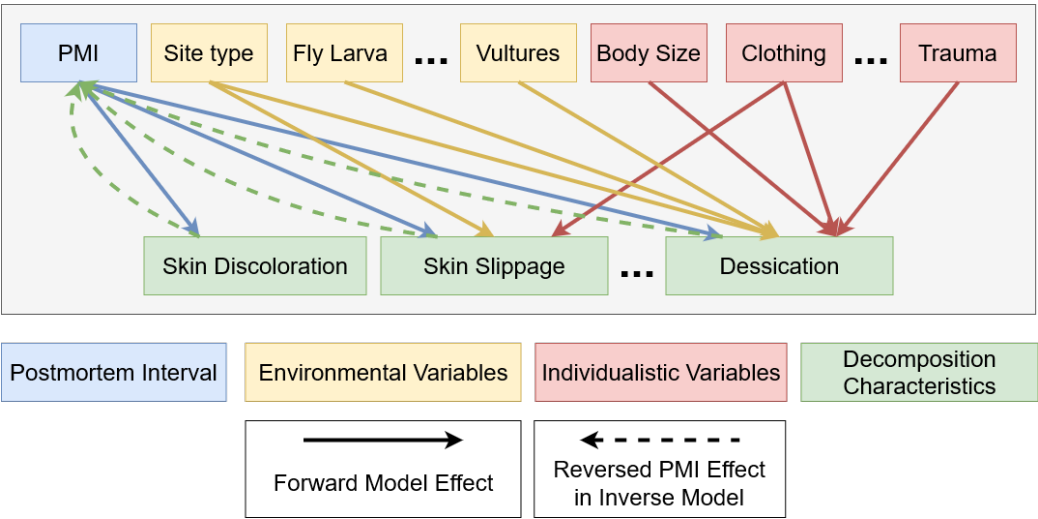 PMI
Site type
Fly Larva
...
Vultures
Body Size
Clothing
...
Trauma
Skin Discoloration
Skin Slippage
...
Dessication
Postmortem Interval
Environmental Variables
Individualistic Variables
Decomposition
Characteristics
Forward Model Effect
Reversed PMI Effect
in Inverse Model